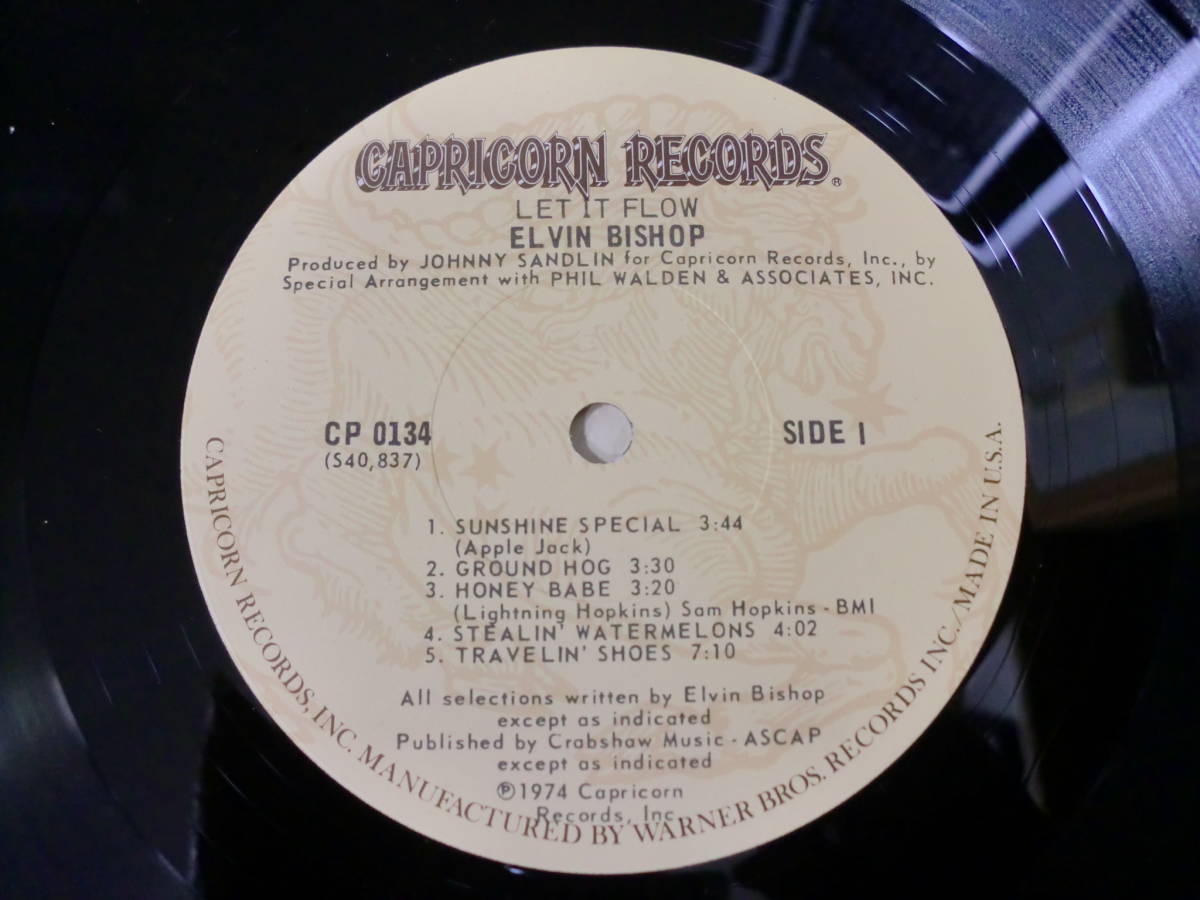 CAPRICORN RECORDS®
LET IT FLOW
ELVIN BISHOP
Produced by JOHNNY SANDLIN for Capricorn Records, Inc., by
Special Arrangement with PHIL WALDEN & ASSOCIATES, INC.
CP 0134
(S40,837)
SIDE 1
1. SUNSHINE SPECIAL 3:44
(Apple Jack)
2. GROUND HOG 3:30
3. HONEY BABE 3:20
(Lightning Hopkins) Sam Hopkins - BMI
4. STEALIN' WATERMELONS 4:02
5. TRAVELIN' SHOES 7:10
All selections written by Elvin Bishop
except as indicated
Published by Crabshaw Music - ASCAP
except as indicated
℗1974 Capricorn
Records, Inc.
CAPRICORN RECORDS, INC. MANUFACTURED BY WARNER BROS. RECORDS INC./MADE IN U.S.A.